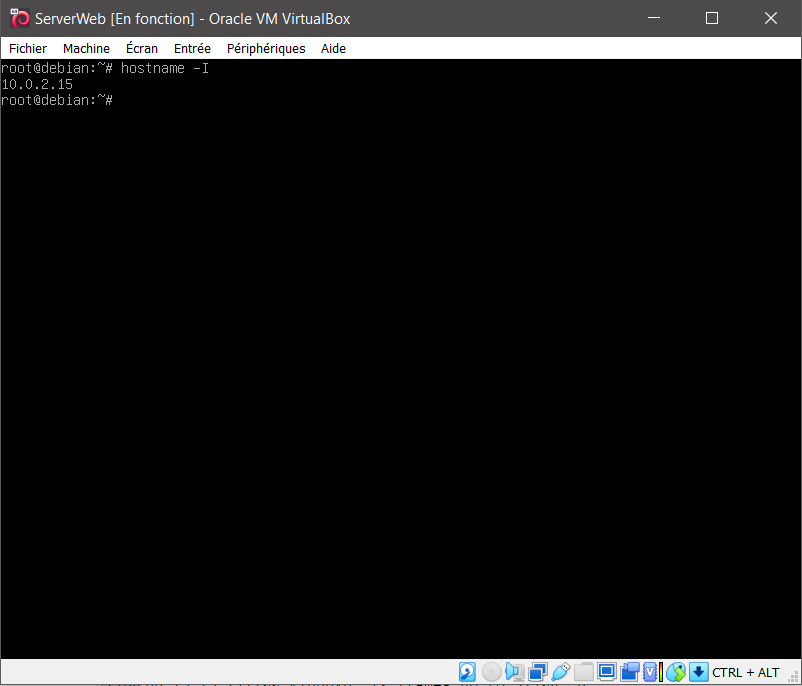 ServerWeb [En fonction] - Oracle VM VirtualBox
Fichier Machine Écran Entrée Périphériques Aide
root@debian:~# hostname -I
10.0.2.15
root@debian:~#
CTRL + ALT